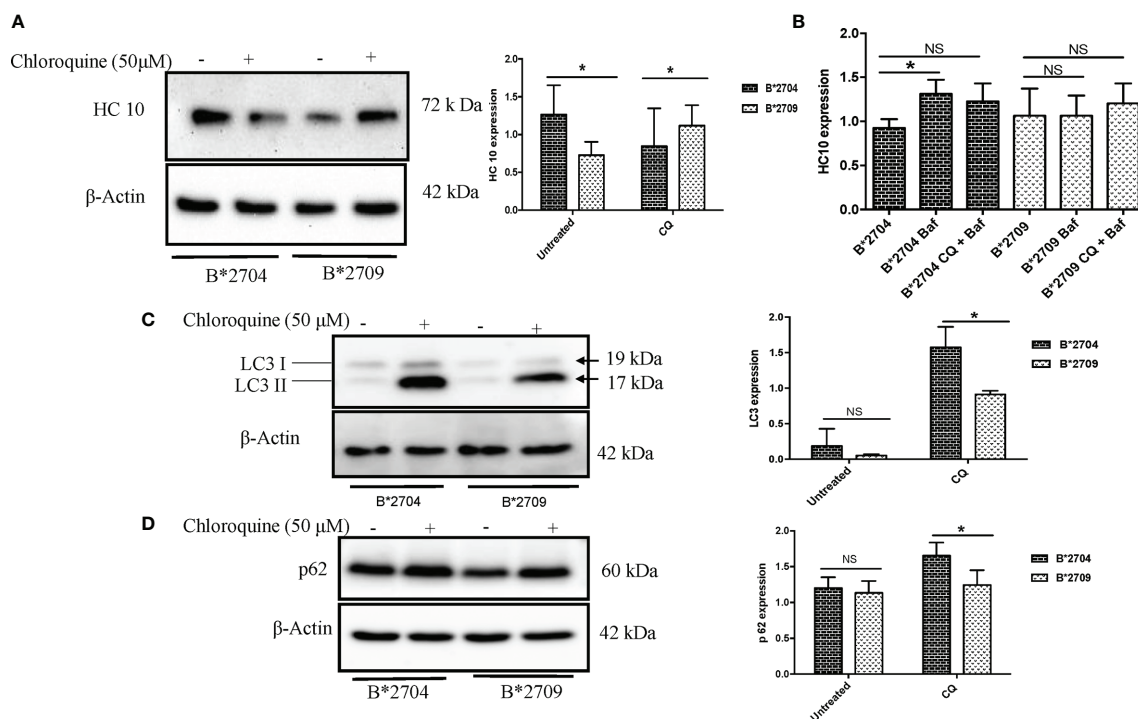 A
Chloroquine (50μM)
- + - +
HC 10
72 k Da
β-Actin
42 kDa
B*2704 B*2709
HC 10 expression
2.0
1.5
1.0
0.5
0.0
* *
Untreated CQ
B*2704
B*2709
B
HC10 expression
2.0
1.5
1.0
0.5
0.0
NS NS
* NS
B*2704
B*2704 Baf
B*2704 CQ + Baf
B*2709
B*2709 Baf
B*2709 CQ + Baf
C
Chloroquine (50 μM)
- + - +
LC3 I
19 kDa
LC3 II
17 kDa
β-Actin
42 kDa
B*2704 B*2709
LC3 expression
2.0
1.5
1.0
0.5
0.0
NS *
Untreated CQ
B*2704
B*2709
D
Chloroquine (50 μM)
- + - +
p62
60 kDa
β-Actin
42 kDa
B*2704 B*2709
p 62 expression
2.0
1.5
1.0
0.5
0.0
NS *
Untreated CQ
B*2704
B*2709